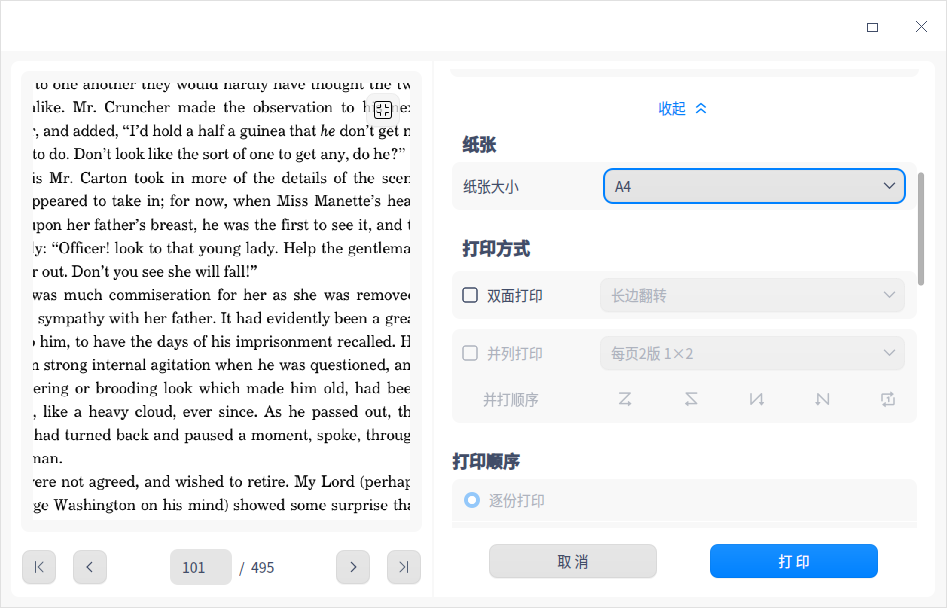 to one another they would hardly have thought the tw
like. Mr. Cruncher made the observation to h
, and added, “I’d hold a half a guinea that he don’t get
to do. Don’t look like the sort of one to get any, do he?”
is Mr. Carton took in more of the details of the scen
ppeared to take in; for now, when Miss Manette’s hea
upon her father’s breast, he was the first to see it, and t
ly: “Officer! look to that young lady. Help the gentlema
r out. Don’t you see she will fall!”
was much commiseration for her as she was remove
sympathy with her father. It had evidently been a grea
him, to have the days of his imprisonment recalled. H
strong internal agitation when he was questioned, an
ering or brooding look which made him old, had bee
, like a heavy cloud, ever since. As he passed out, th
had turned back and paused a moment, spoke, throug
man.
ere not agreed, and wished to retire. My Lord (perhap
ge Washington on his mind) showed some surprise tha
101 / 495
收起
纸张
纸张大小 A4
打印方式
双面打印 长边翻转
并列打印 每页2版 1×2
并打顺序
打印顺序
逐份打印
取消 打印